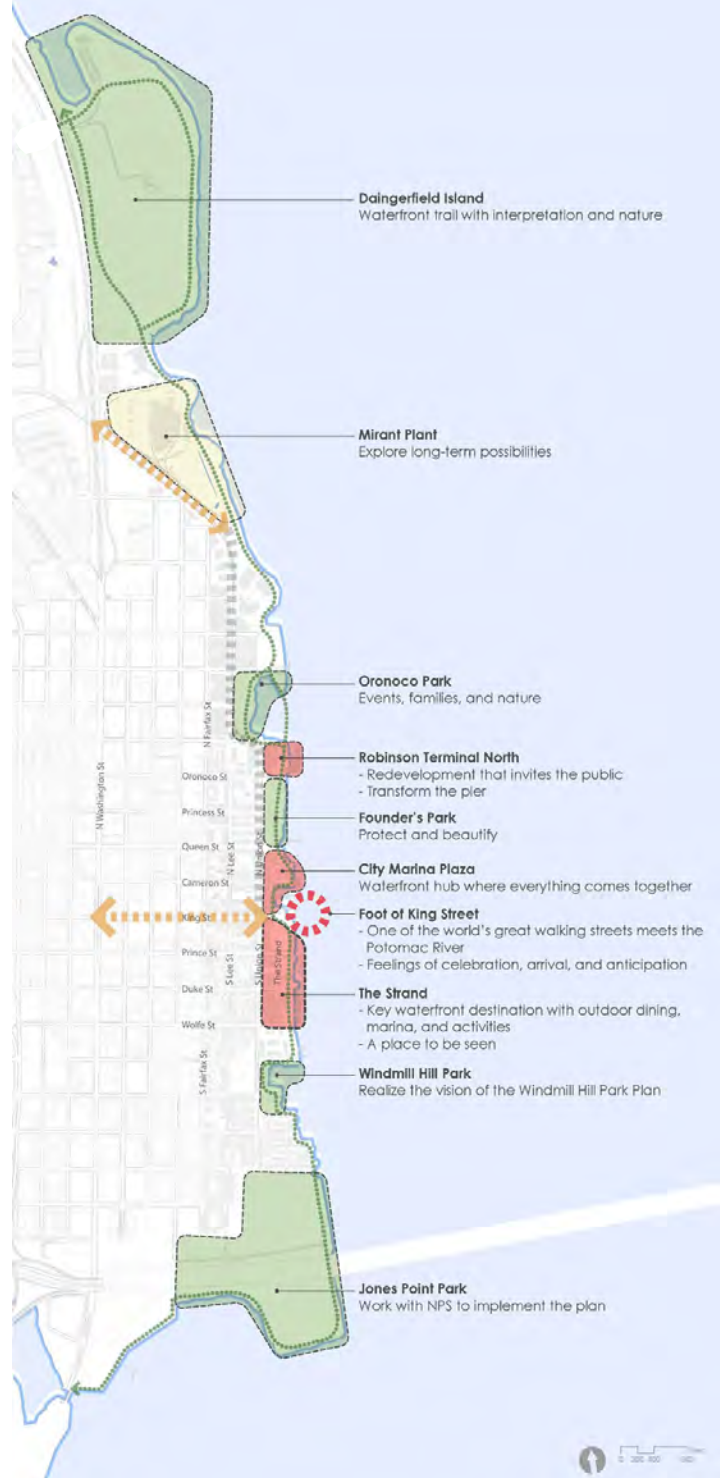 Daingerfield Island
Waterfront trail with interpretation and nature
Mirant Plant
Explore long-term possibilities
Oronoco Park
Events, families, and nature
N Fairfax St
Robinson Terminal North
- Redevelopment that invites the public
- Transform the pier
N Washington St
Oronoco St
Princess St
Founder's Park
Protect and beautify
Queen St
N Lee St
N Union St
City Marina Plaza
Waterfront hub where everything comes together
Cameron St
King St
Foot of King Street
- One of the world's great walking streets meets the
Potomac River
- Feelings of celebration, arrival, and anticipation
Prince St
S Lee St
S Union St
The Strand
Duke St
The Strand
- Key waterfront destination with outdoor dining,
marina, and activities
- A place to be seen
Wolfe St
S Fairfax St
Windmill Hill Park
Realize the vision of the Windmill Hill Park Plan
Jones Point Park
Work with NPS to implement the plan
0